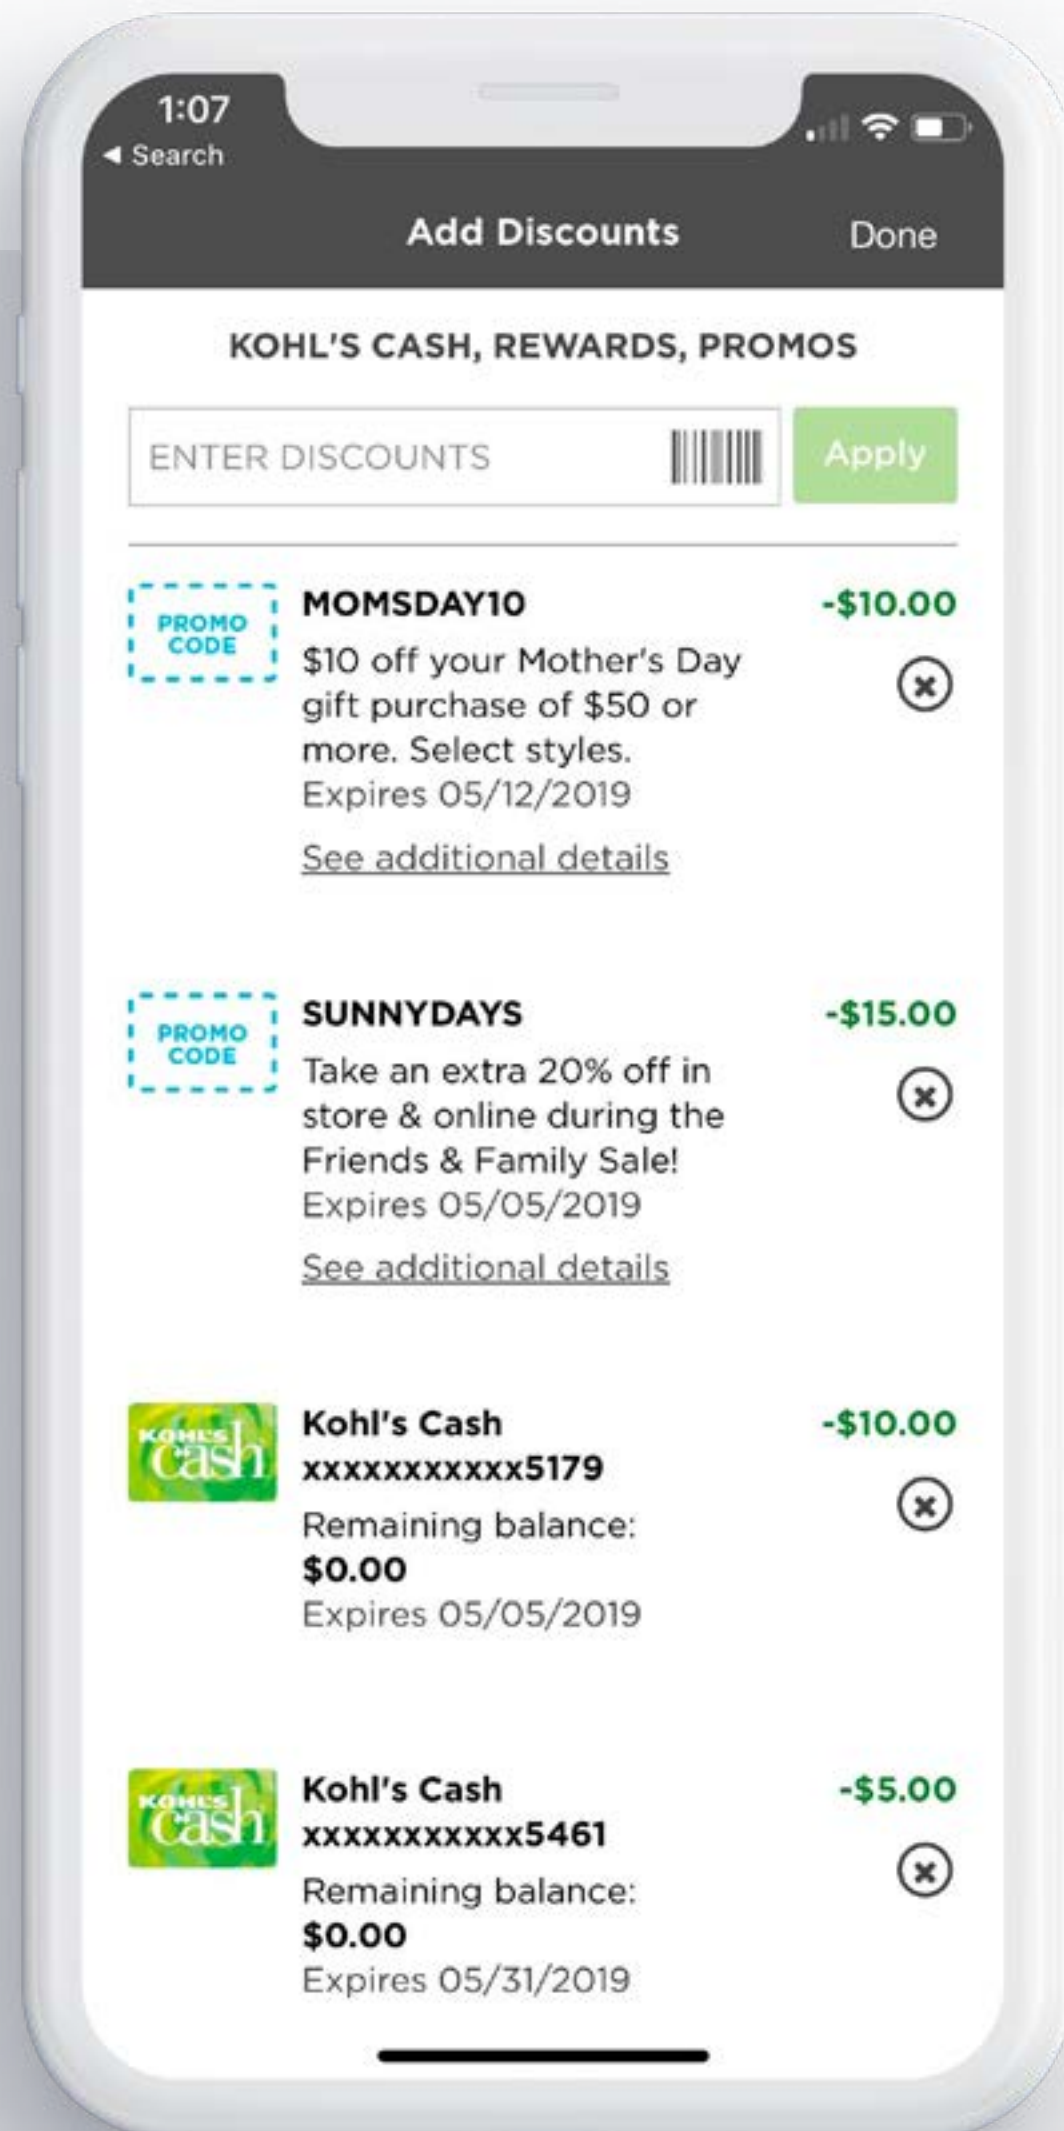 1:07
◀ Search
Add Discounts
Done
KOHL'S CASH, REWARDS, PROMOS
ENTER DISCOUNTS
Apply
PROMO
CODE
MOMSDAY10
-$10.00
$10 off your Mother's Day
gift purchase of $50 or
more. Select styles.
Expires 05/12/2019
See additional details
PROMO
CODE
SUNNYDAYS
-$15.00
Take an extra 20% off in
store & online during the
Friends & Family Sale!
Expires 05/05/2019
See additional details
KOHL'S
cash
Kohl's Cash
-$10.00
xxxxxxxxxxx5179
Remaining balance:
$0.00
Expires 05/05/2019
KOHL'S
cash
Kohl's Cash
-$5.00
xxxxxxxxxxx5461
Remaining balance:
$0.00
Expires 05/31/2019